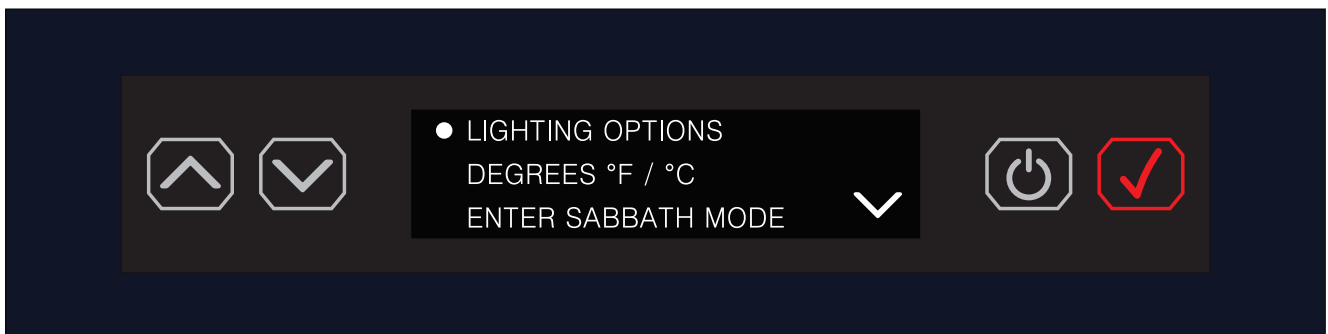 LIGHTING OPTIONS
DEGREES °F / °C
ENTER SABBATH MODE